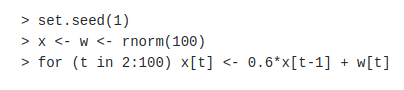 > set.seed(1)
> x <- w <- rnorm(100)
> for (t in 2:100) x[t] <- 0.6*x[t-1] + w[t]